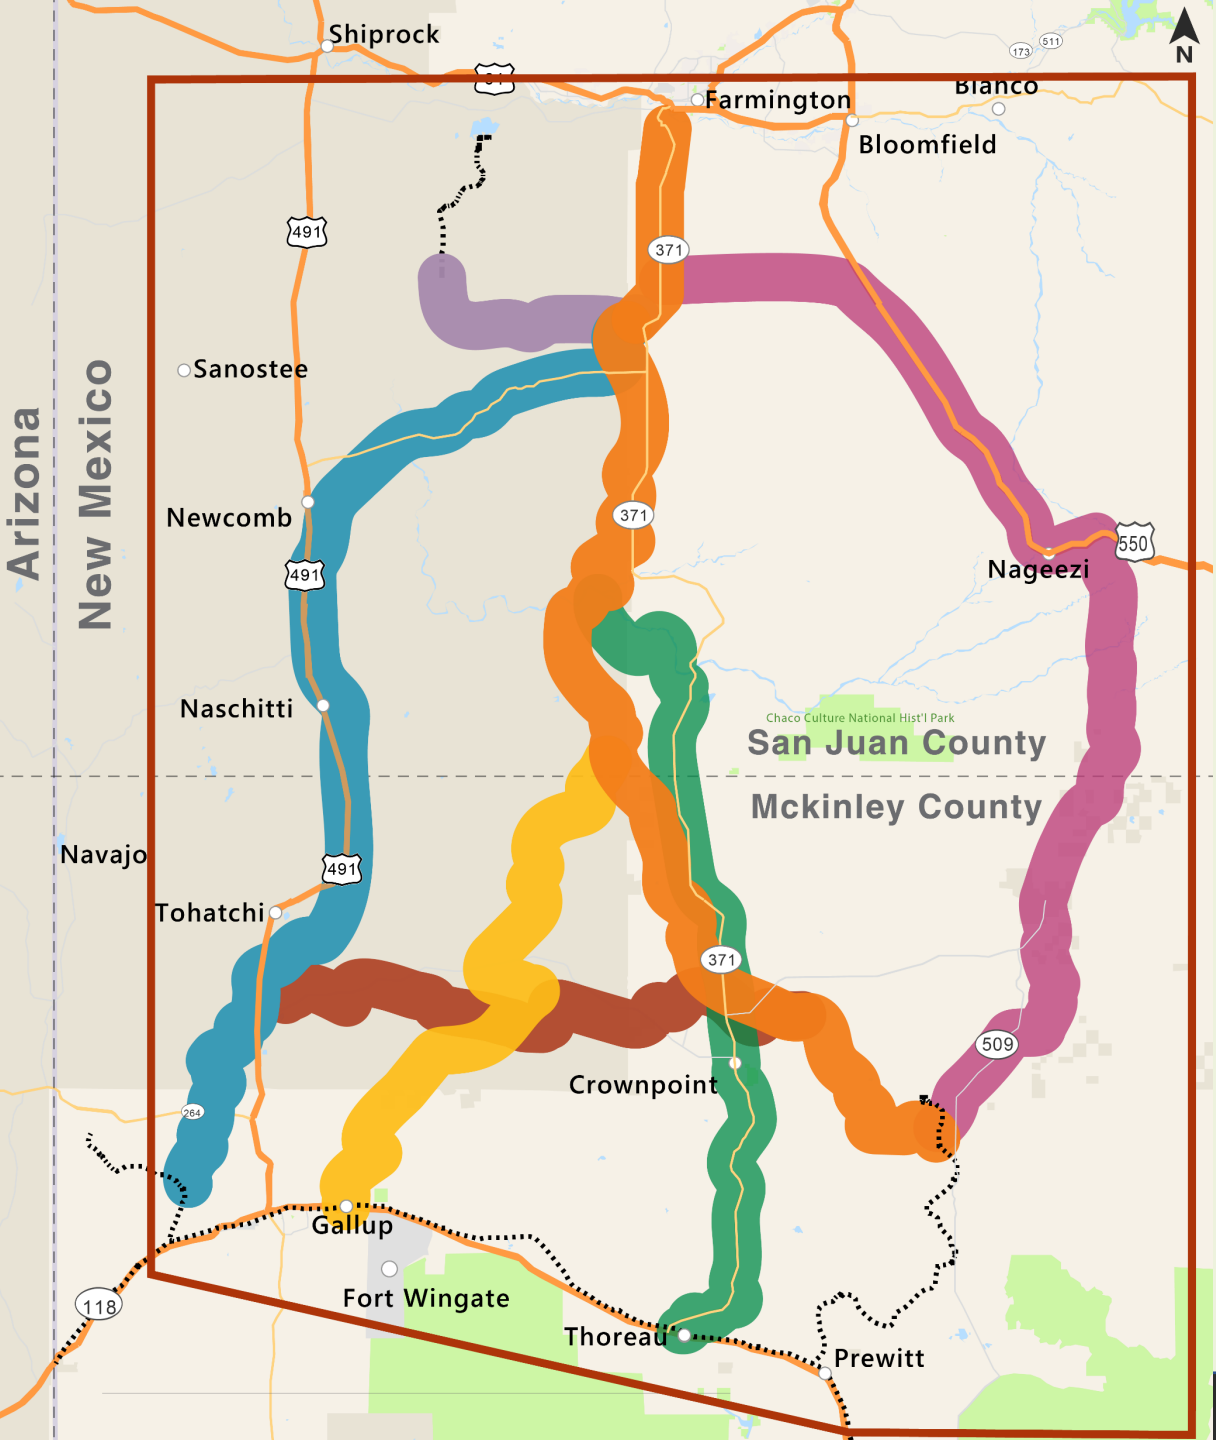 Shiprock
173
511
N
Farmington
Blanco
Bloomfield
491
371
Sanostee
Arizona
New Mexico
Newcomb
371
550
Nageezi
491
Naschitti
Chaco Culture National Hist'l Park
San Juan County
Mckinley County
Navajo
491
Tohatchi
371
509
Crownpoint
264
Gallup
Fort Wingate
118
Thoreau
Prewitt